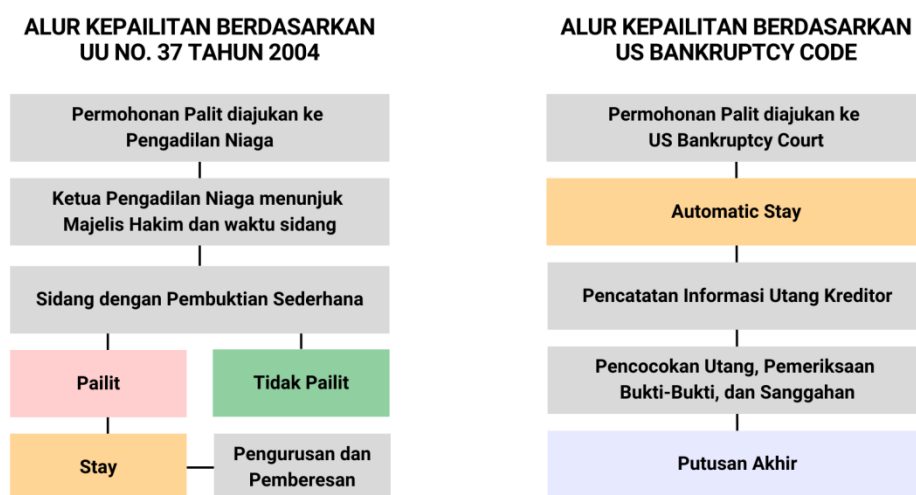 ALUR KEPAILITAN BERDASARKAN
UU NO. 37 TAHUN 2004
Permohonan Palit diajukan ke
Pengadilan Niaga
Ketua Pengadilan Niaga menunjuk
Majelis Hakim dan waktu sidang
Sidang dengan Pembuktian Sederhana
Pailit
Tidak Pailit
Stay
Pengurusan dan
Pemberesan
ALUR KEPAILITAN BERDASARKAN
US BANKRUPTCY CODE
Permohonan Palit diajukan ke
US Bankruptcy Court
Automatic Stay
Pencatatan Informasi Utang Kreditor
Pencocokan Utang, Pemeriksaan
Bukti-Bukti, dan Sanggahan
Putusan Akhir